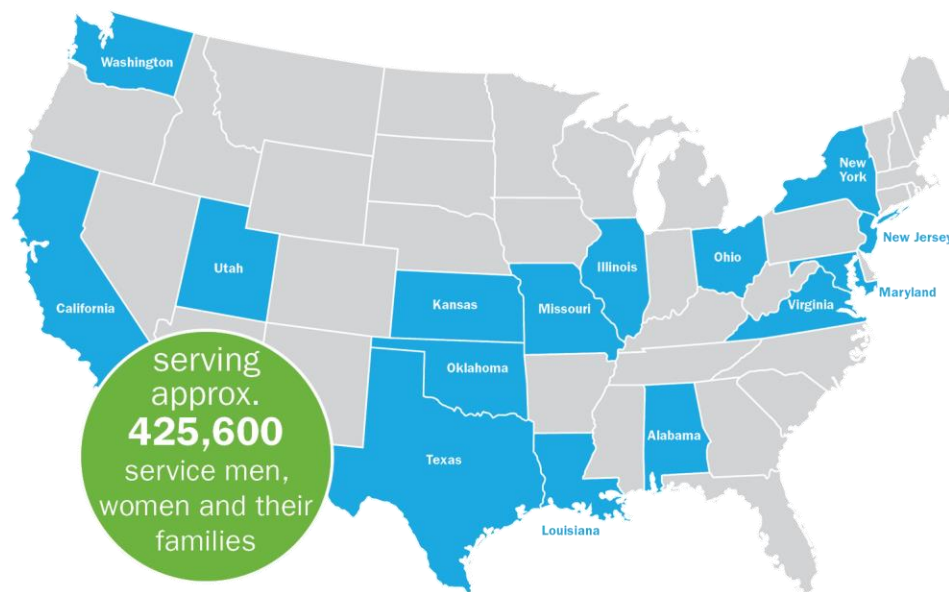 Washington
New
York
New Jersey
Ohio
Illinois
Utah
Maryland
Kansas
Missouri
Virginia
California
serving
approx.
425,600
service men,
women and their
families
Oklahoma
Alabama
Texas
Louisiana